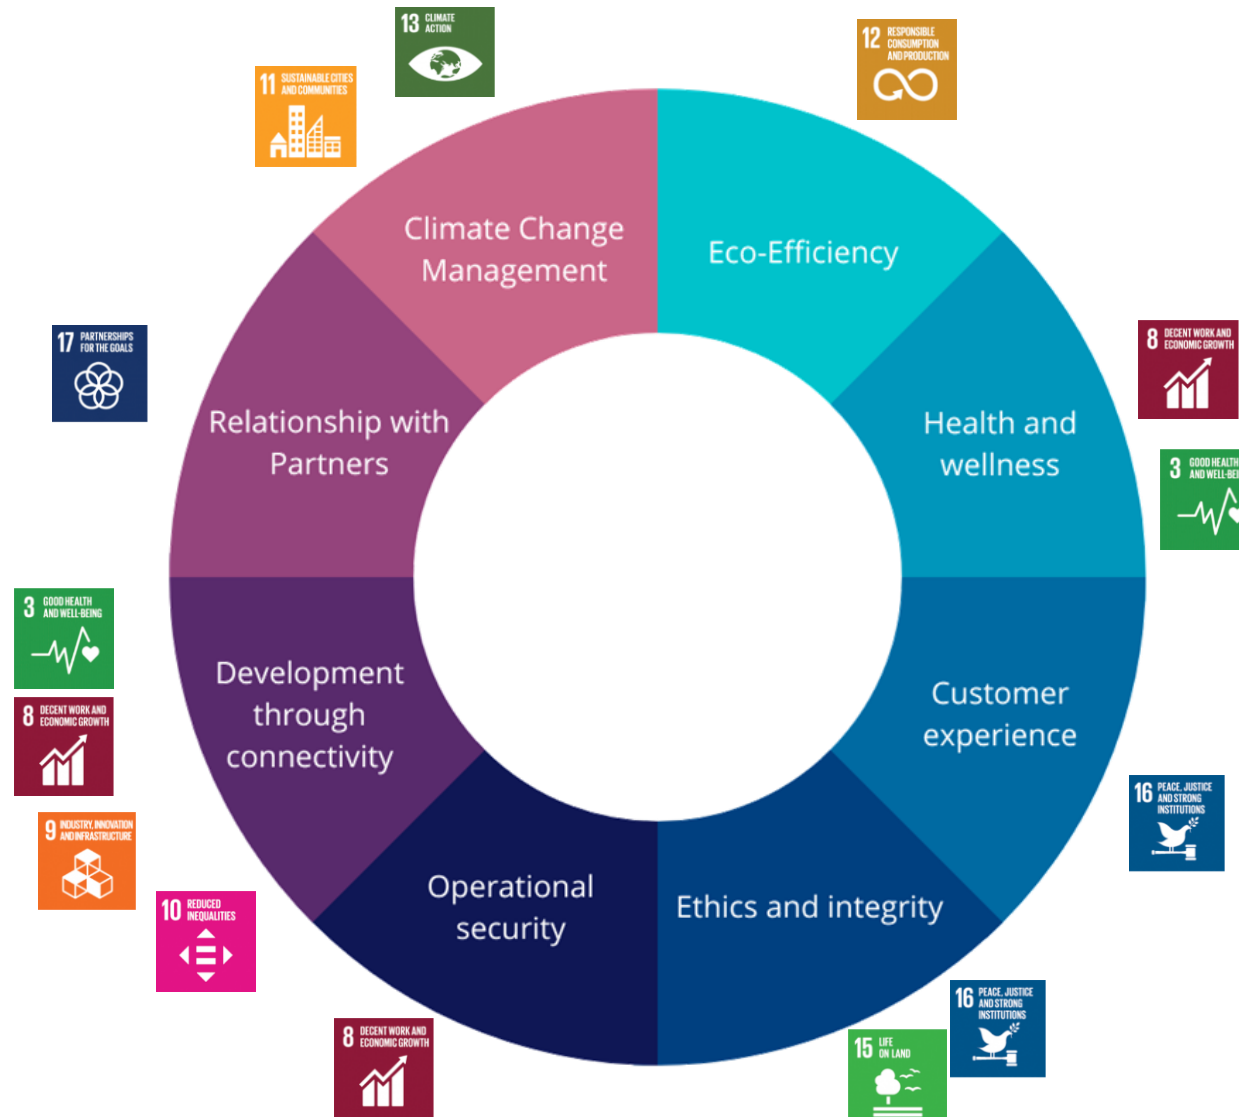 13 CLIMATE
ACTION
12 RESPONSIBLE
CONSUMPTION
AND PRODUCTION
11 SUSTAINABLE CITIES
AND COMMUNITIES
Climate Change
Management
Eco-Efficiency
17 PARTNERSHIPS
FOR THE GOALS
8 DECENT WORK AND
ECONOMIC GROWTH
Relationship with
Partners
Health and
wellness
3 GOOD HEALTH
AND WELL-BEI
3 GOOD HEALTH
AND WELL-BEING
8 DECENT WORK AND
ECONOMIC GROWTH
Development
through
connectivity
Customer
experience
16 PEACE, JUSTICE
AND STRONG
INSTITUTIONS
9 INDUSTRY, INNOVATION
AND INFRASTRUCTURE
10 REDUCED
INEQUALITIES
Operational
security
Ethics and integrity
8 DECENT WORK AND
ECONOMIC GROWTH
15 LIFE
ON LAND
16 PEACE, JUSTICE
AND STRONG
INSTITUTIONS